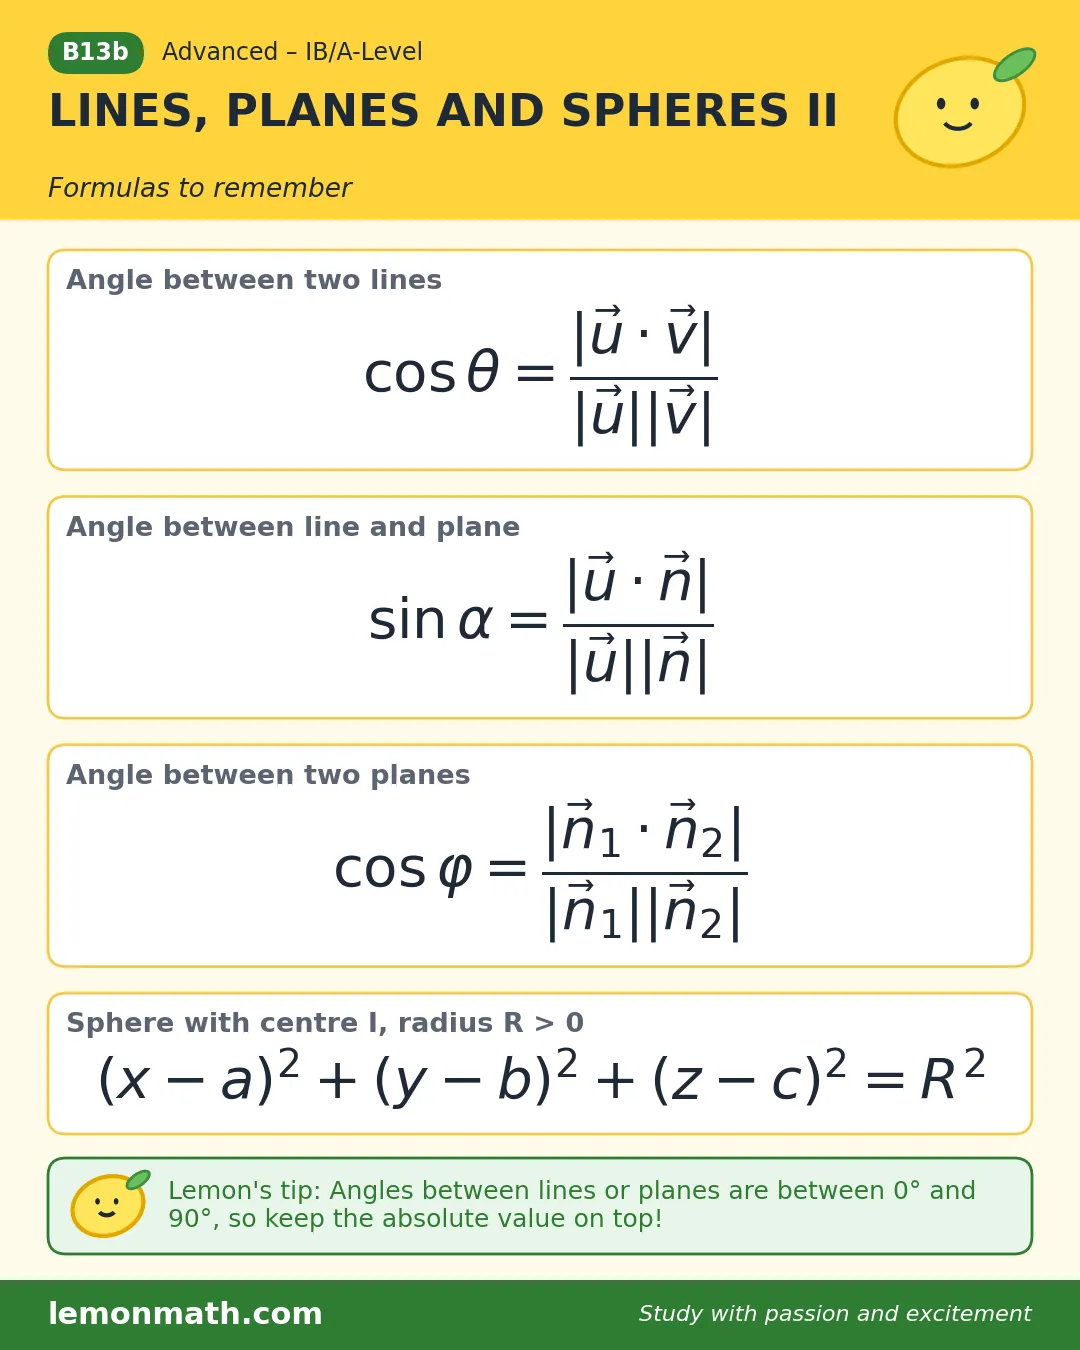 B13b Advanced – IB/A-Level
LINES, PLANES AND SPHERES II
Formulas to remember
Angle between two lines
cos θ = |u⃗ · v⃗| / |u⃗||v⃗|
Angle between line and plane
sin α = |u⃗ · n⃗| / |u⃗||n⃗|
Angle between two planes
cos φ = |n⃗₁ · n⃗₂| / |n⃗₁||n⃗₂|
Sphere with centre I, radius R > 0
(x − a)² + (y − b)² + (z − c)² = R²
Lemon's tip: Angles between lines or planes are between 0° and
90°, so keep the absolute value on top!
lemonmath.com
Study with passion and excitement